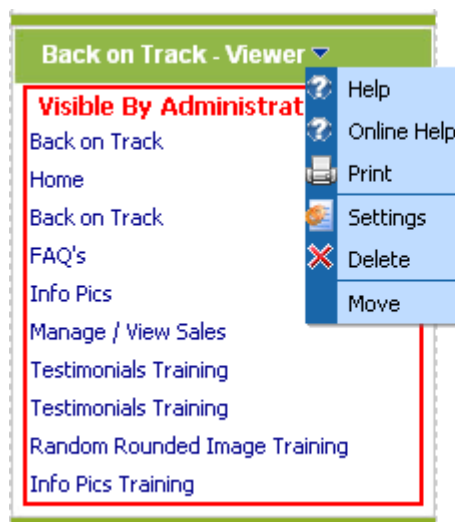 Back on Track - Viewer
Visible By Administrat
Back on Track
Home
Back on Track
FAQ's
Info Pics
Manage / View Sales
Testimonials Training
Testimonials Training
Random Rounded Image Training
Info Pics Training
Help
Online Help
Print
Settings
Delete
Move